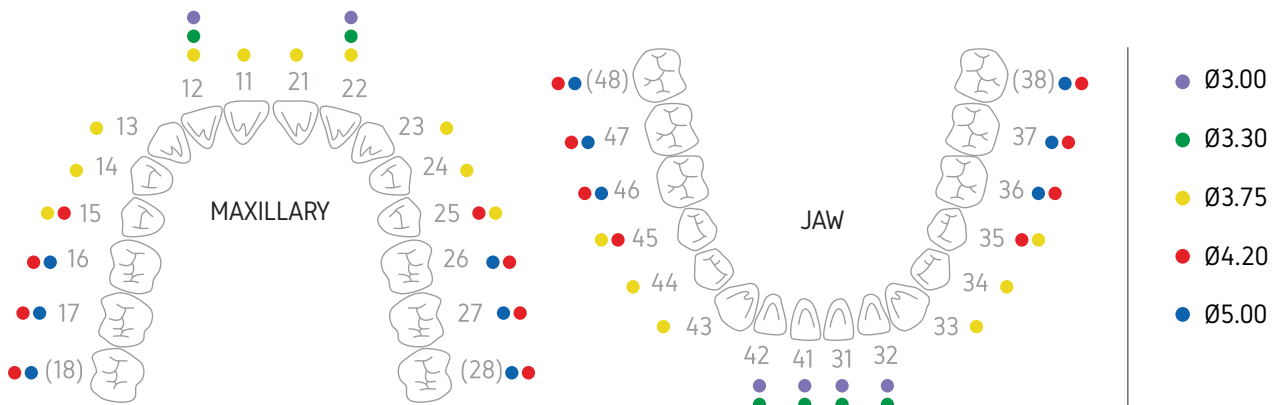 12 11 21 22
13 23
14 24
15 25
16 26
17 27
(18) (28)
MAXILLARY
(48) (38)
47 37
46 36
45 35
44 34
43 33
42 41 31 32
JAW
Ø3.00
Ø3.30
Ø3.75
Ø4.20
Ø5.00